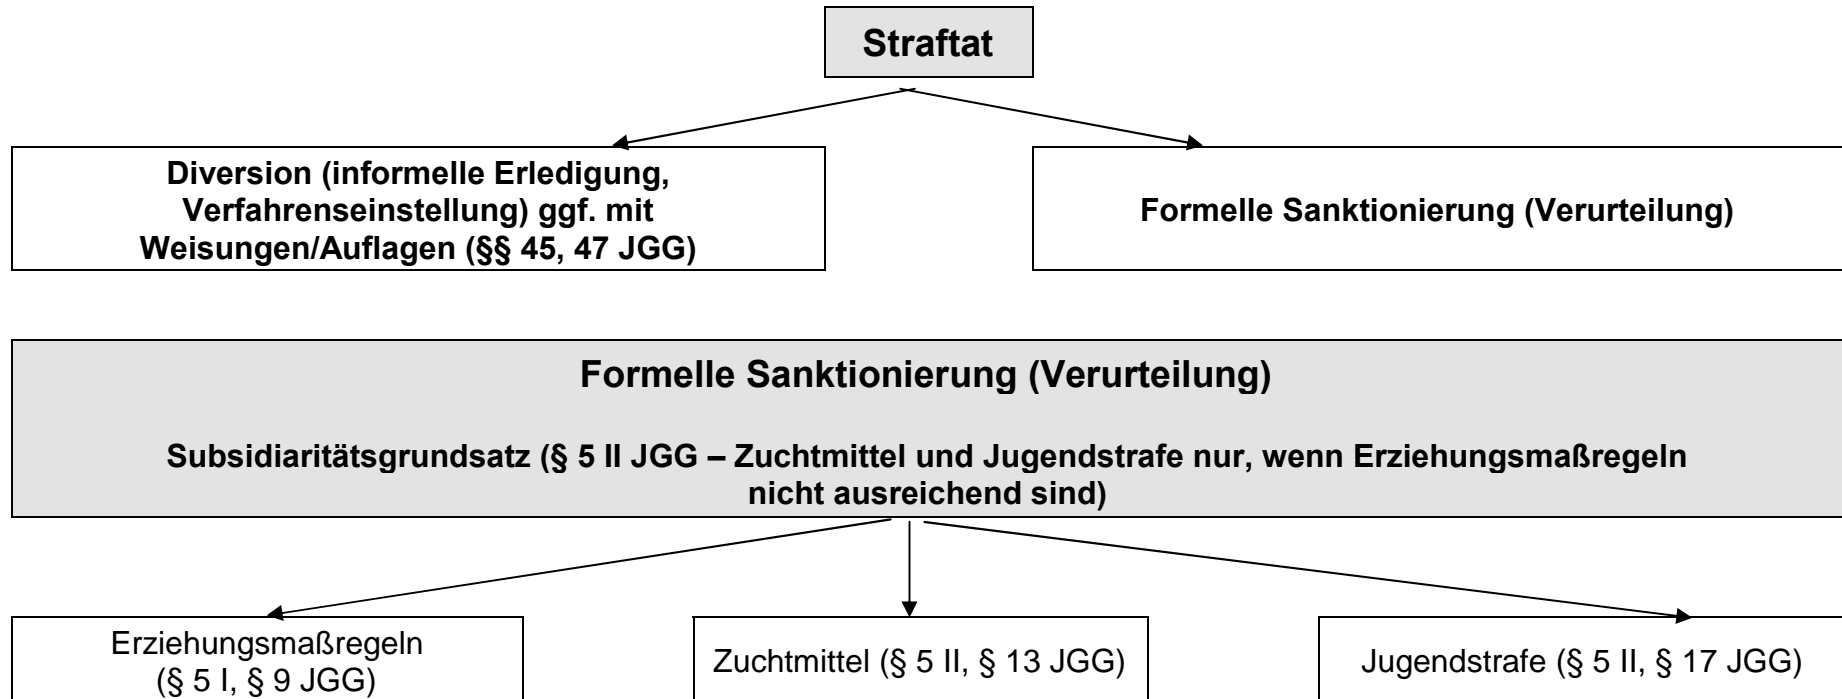 Straftat
Diversion (informelle Erledigung,
Verfahrenseinstellung) ggf. mit
Weisungen/Auflagen (§§ 45, 47 JGG)
Formelle Sanktionierung (Verurteilung)
Formelle Sanktionierung (Verurteilung)
Subsidiaritätsgrundsatz (§ 5 II JGG – Zuchtmittel und Jugendstrafe nur, wenn Erziehungsmaßregeln
nicht ausreichend sind)
Erziehungsmaßregeln
(§ 5 I, § 9 JGG)
Zuchtmittel (§ 5 II, § 13 JGG)
Jugendstrafe (§ 5 II, § 17 JGG)